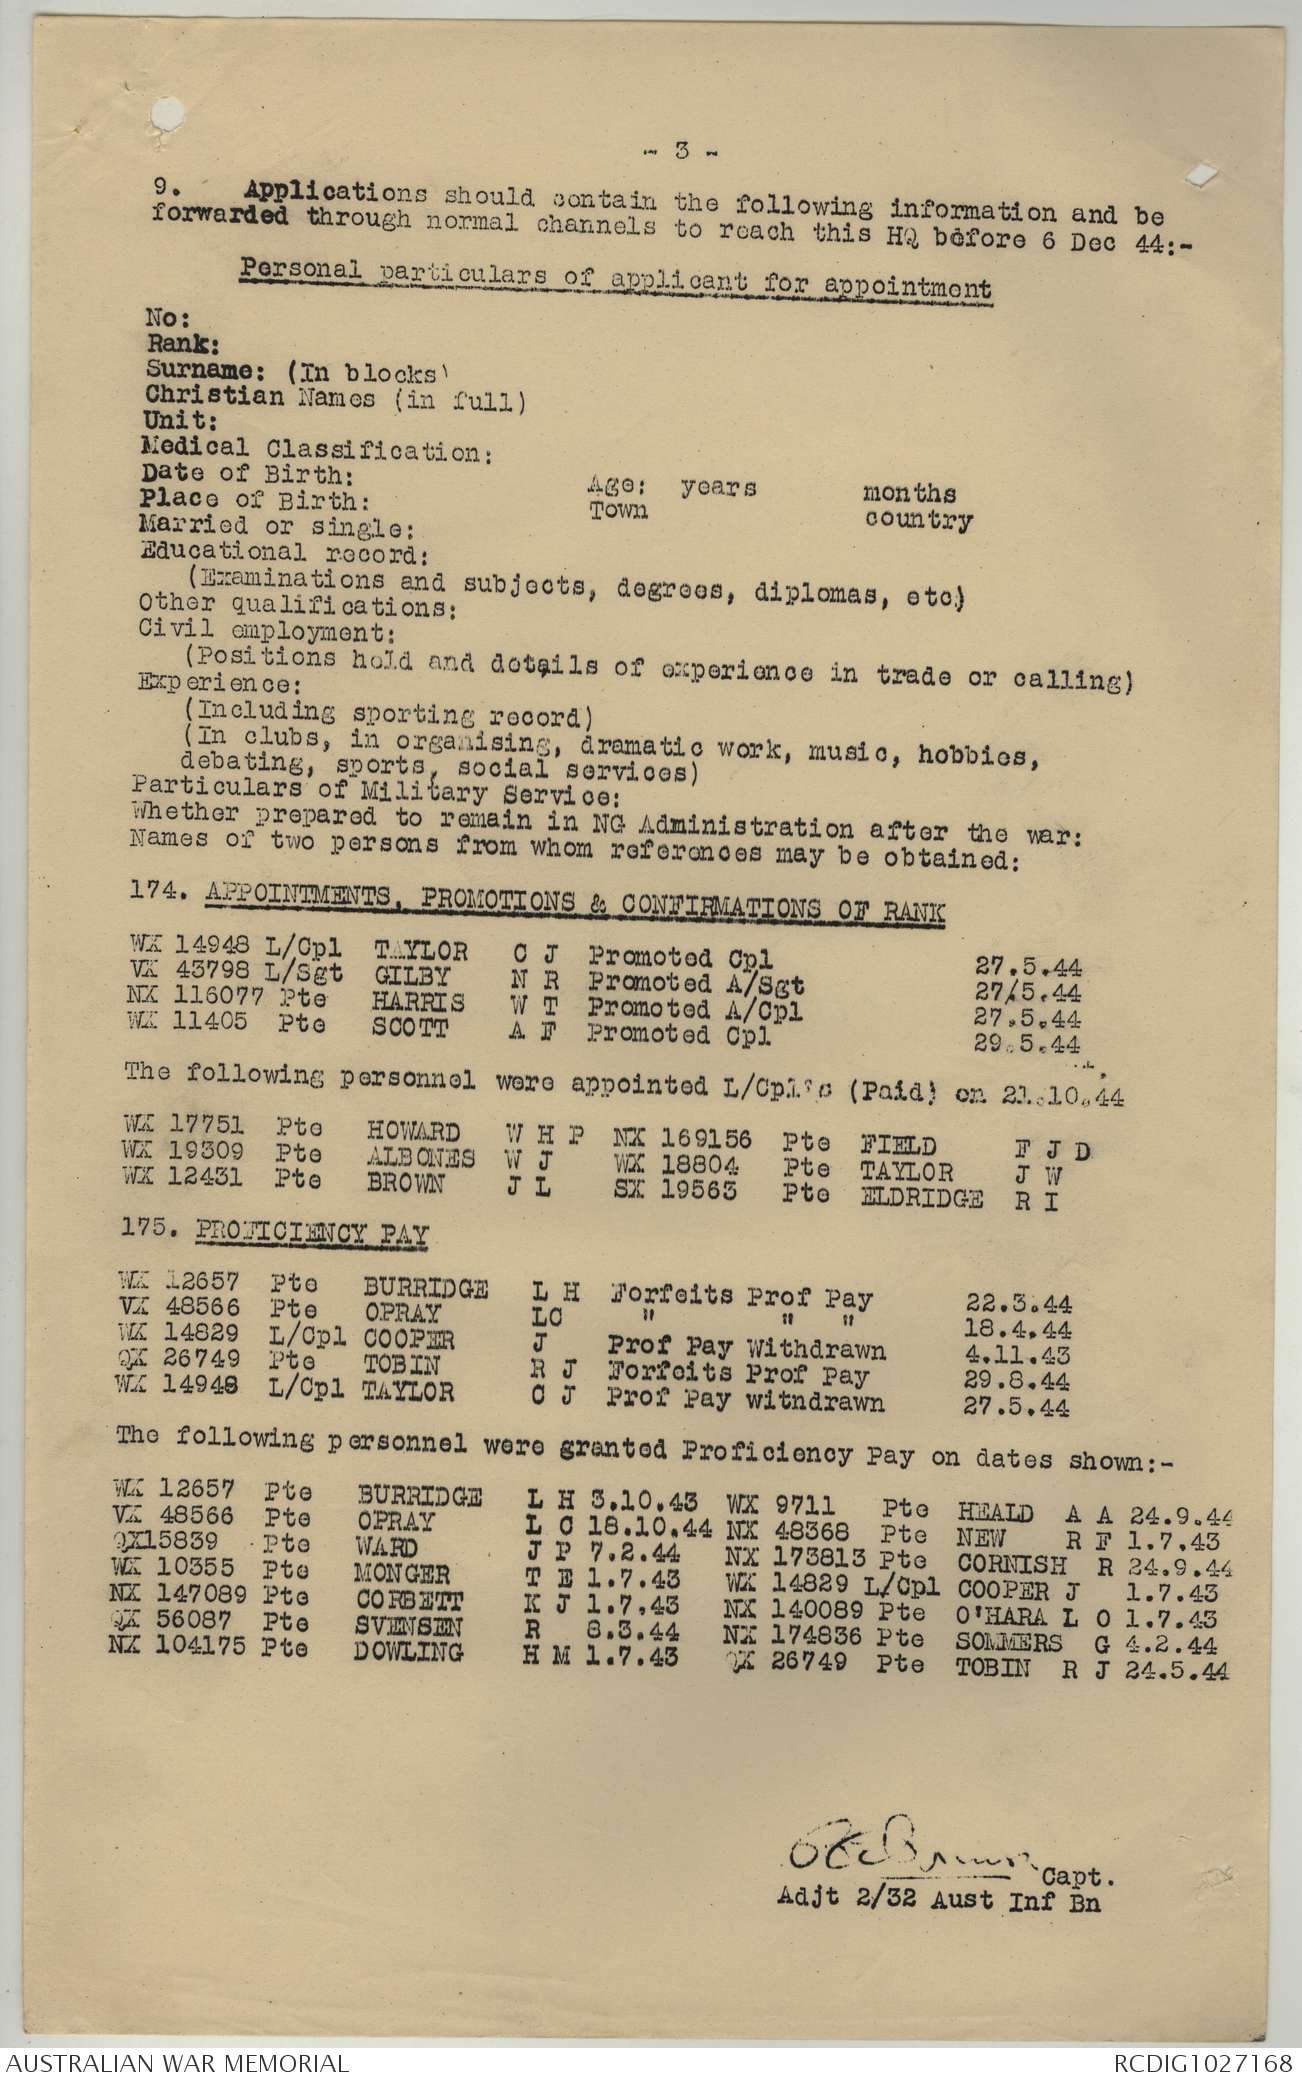 - 3 -
9. Applications should contain the following information and be
forwarded through normal channels to reach this HQ before 6 Dec 44:-
Personal particulars of applicant for appointment
No:
Rank:
Surname: (In blocks)
Christian Names (in full)
Unit:
Medical Classification:
Date of Birth: Age: years months
Place of Birth: Town country
Married or single:
Educational record:
(Examinations and subjects, degrees, diplomas, etc)
Other qualifications:
Civil employment:
(Positions held and details of experience in trade or calling)
Experience:
(Including sporting record)
(In clubs, in organising, dramatic work, music, hobbies,
debating, sports, social services)
Particulars of Military Service:
Whether prepared to remain in NG Administration after the war:
Names of two persons from whom references may be obtained:
174. APPOINTMENTS, PROMOTIONS & CONFIRMATIONS OF RANK
WX 14948 L/Cpl TAYLOR C J Promoted Cpl 27.5.44
VX 43798 L/Sgt GILBY N R Promoted A/Sgt 27/5.44
NX 116077 Pte HARRIS W T Promoted A/Cpl 27.5.44
WX 11405 Pte SCOTT A F Promoted Cpl 29.5.44
The following personnel were appointed L/Cpl's (Paid) on 21.10.44
WX 17751 Pte HOWARD W H P NX 169156 Pte FIELD F J D
WX 19309 Pte ALBONES W J WX 18804 Pte TAYLOR J W
WX 12431 Pte BROWN J L SX 19563 Pte ELDRIDGE R I
175. PROFICIENCY PAY
WX 12657 Pte BURRIDGE L H Forfeits Prof Pay 22.3.44
VX 48566 Pte OPRAY LC " " " 18.4.44
WX 14829 L/Cpl COOPER J Prof Pay Withdrawn 4.11.43
QX 26749 Pte TOBIN R J Forfeits Prof Pay 29.8.44
WX 14948 L/Cpl TAYLOR C J Prof Pay witndrawn 27.5.44
The following personnel were granted Proficiency Pay on dates shown:-
WX 12657 Pte BURRIDGE L H 3.10.43 WX 9711 Pte HEALD A A 24.9.44
VX 48566 Pte OPRAY L C 18.10.44 NX 48368 Pte NEW R F 1.7.43
QX15839 Pte WARD J P 7.2.44 NX 173813 Pte CORNISH R 24.9.44
WX 10355 Pte MONGER T E 1.7.43 WX 14829 L/Cpl COOPER J 1.7.43
NX 147089 Pte CORBETT K J 1.7.43 NX 140089 Pte O'HARA L O 1.7.43
QX 56087 Pte SVENSEN R 8.3.44 NX 174836 Pte SOMMERS G 4.2.44
NX 104175 Pte DOWLING H M 1.7.43 QX 26749 Pte TOBIN R J 24.5.44
Capt.
Adjt 2/32 Aust Inf Bn
AUSTRALIAN WAR MEMORIAL RCDIG1027168